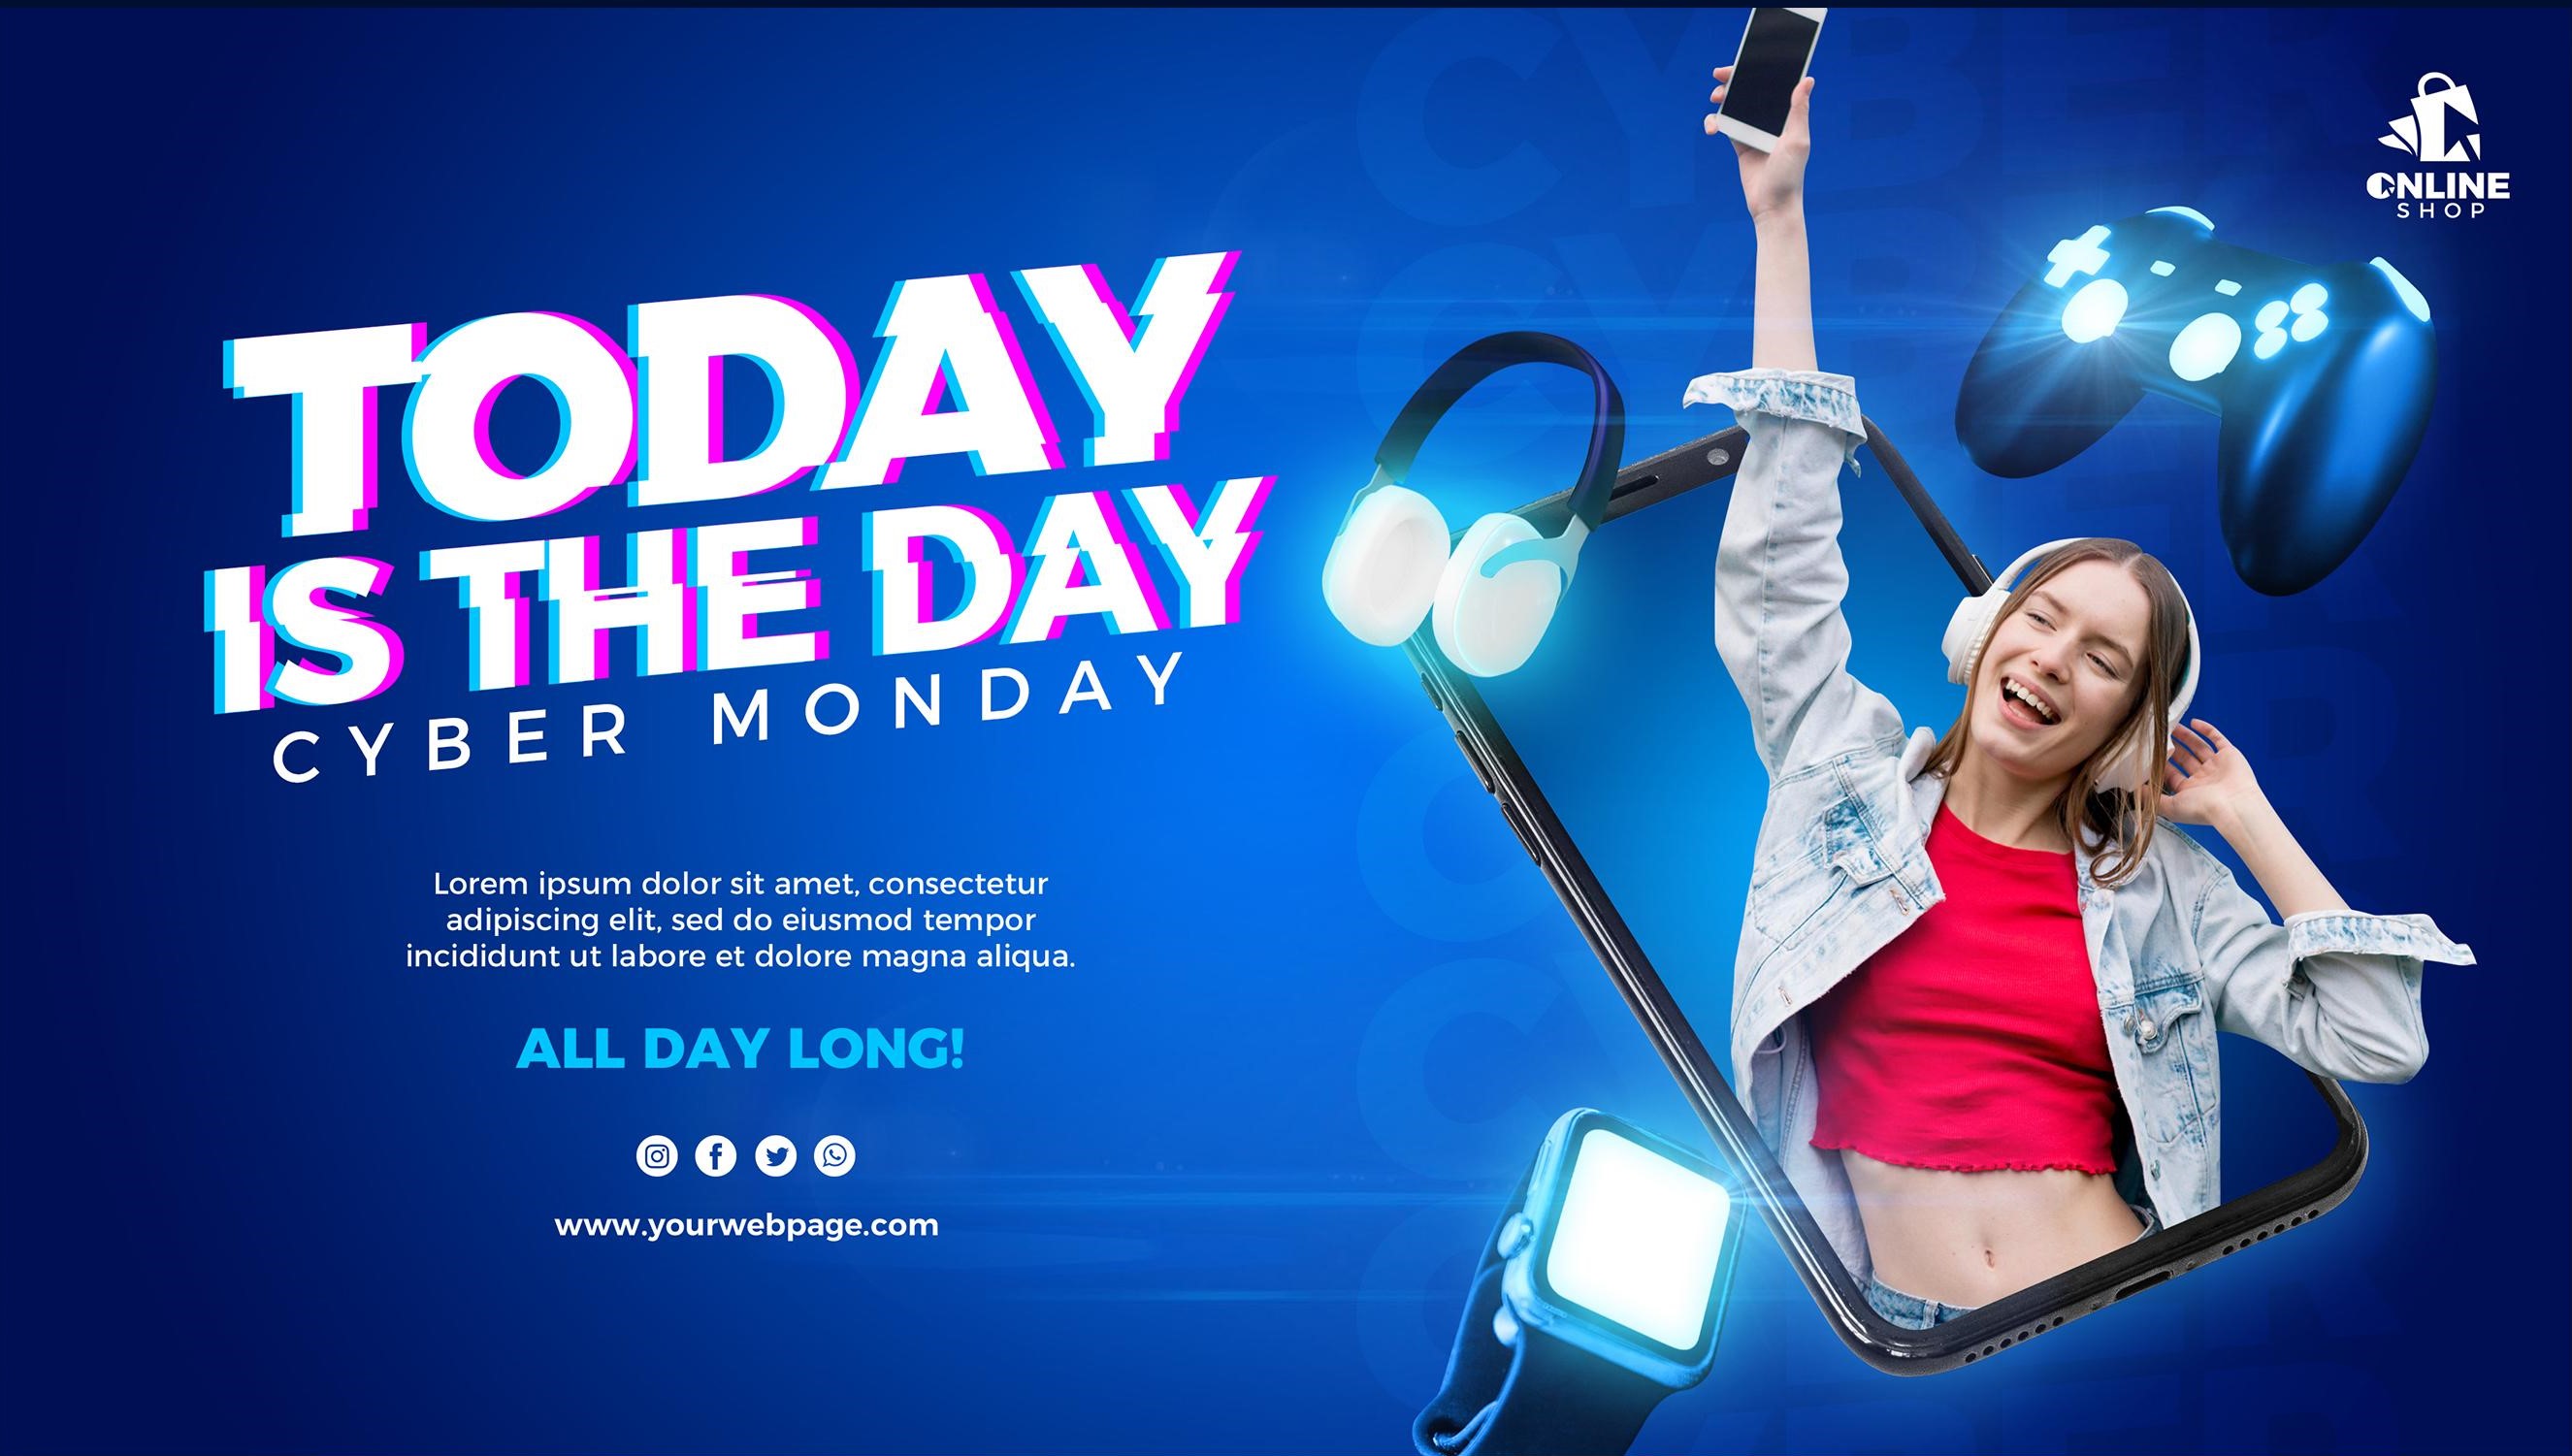 TODAY
IS THE DAY
CYBER MONDAY
Lorem ipsum dolor sit amet, consectetur
adipiscing elit, sed do eiusmod tempor
incididunt ut labore et dolore magna aliqua.
ALL DAY LONG!
www.yourwebpage.com
ONLINE
SHOP
CYBER